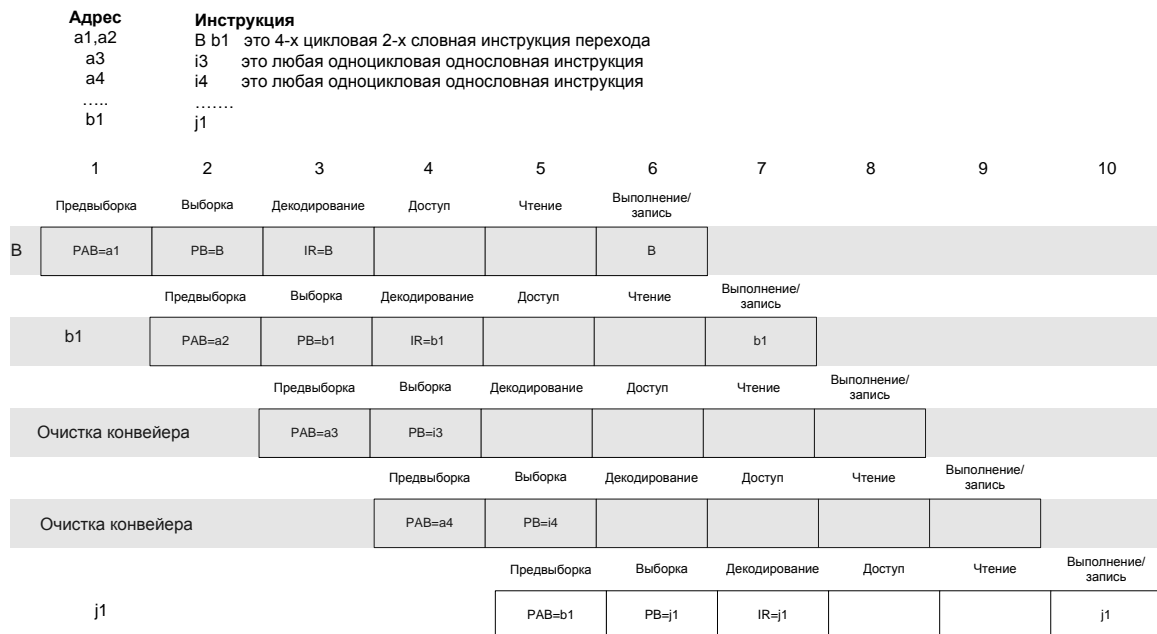 Адрес Инструкция
a1,a2 B b1 это 4-х цикловая 2-х словная инструкция перехода
a3 i3 это любая одноцикловая однословная инструкция
a4 i4 это любая одноцикловая однословная инструкция
….. …….
b1 j1
1 2 3 4 5 6 7 8 9 10
Предвыборка Выборка Декодирование Доступ Чтение Выполнение/
запись
B PAB=a1 PB=B IR=B B
Предвыборка Выборка Декодирование Доступ Чтение Выполнение/
запись
b1 PAB=a2 PB=b1 IR=b1 b1
Предвыборка Выборка Декодирование Доступ Чтение Выполнение/
запись
Очистка конвейера PAB=a3 PB=i3
Предвыборка Выборка Декодирование Доступ Чтение Выполнение/
запись
Очистка конвейера PAB=a4 PB=i4
Предвыборка Выборка Декодирование Доступ Чтение Выполнение/
запись
j1 PAB=b1 PB=j1 IR=j1 j1